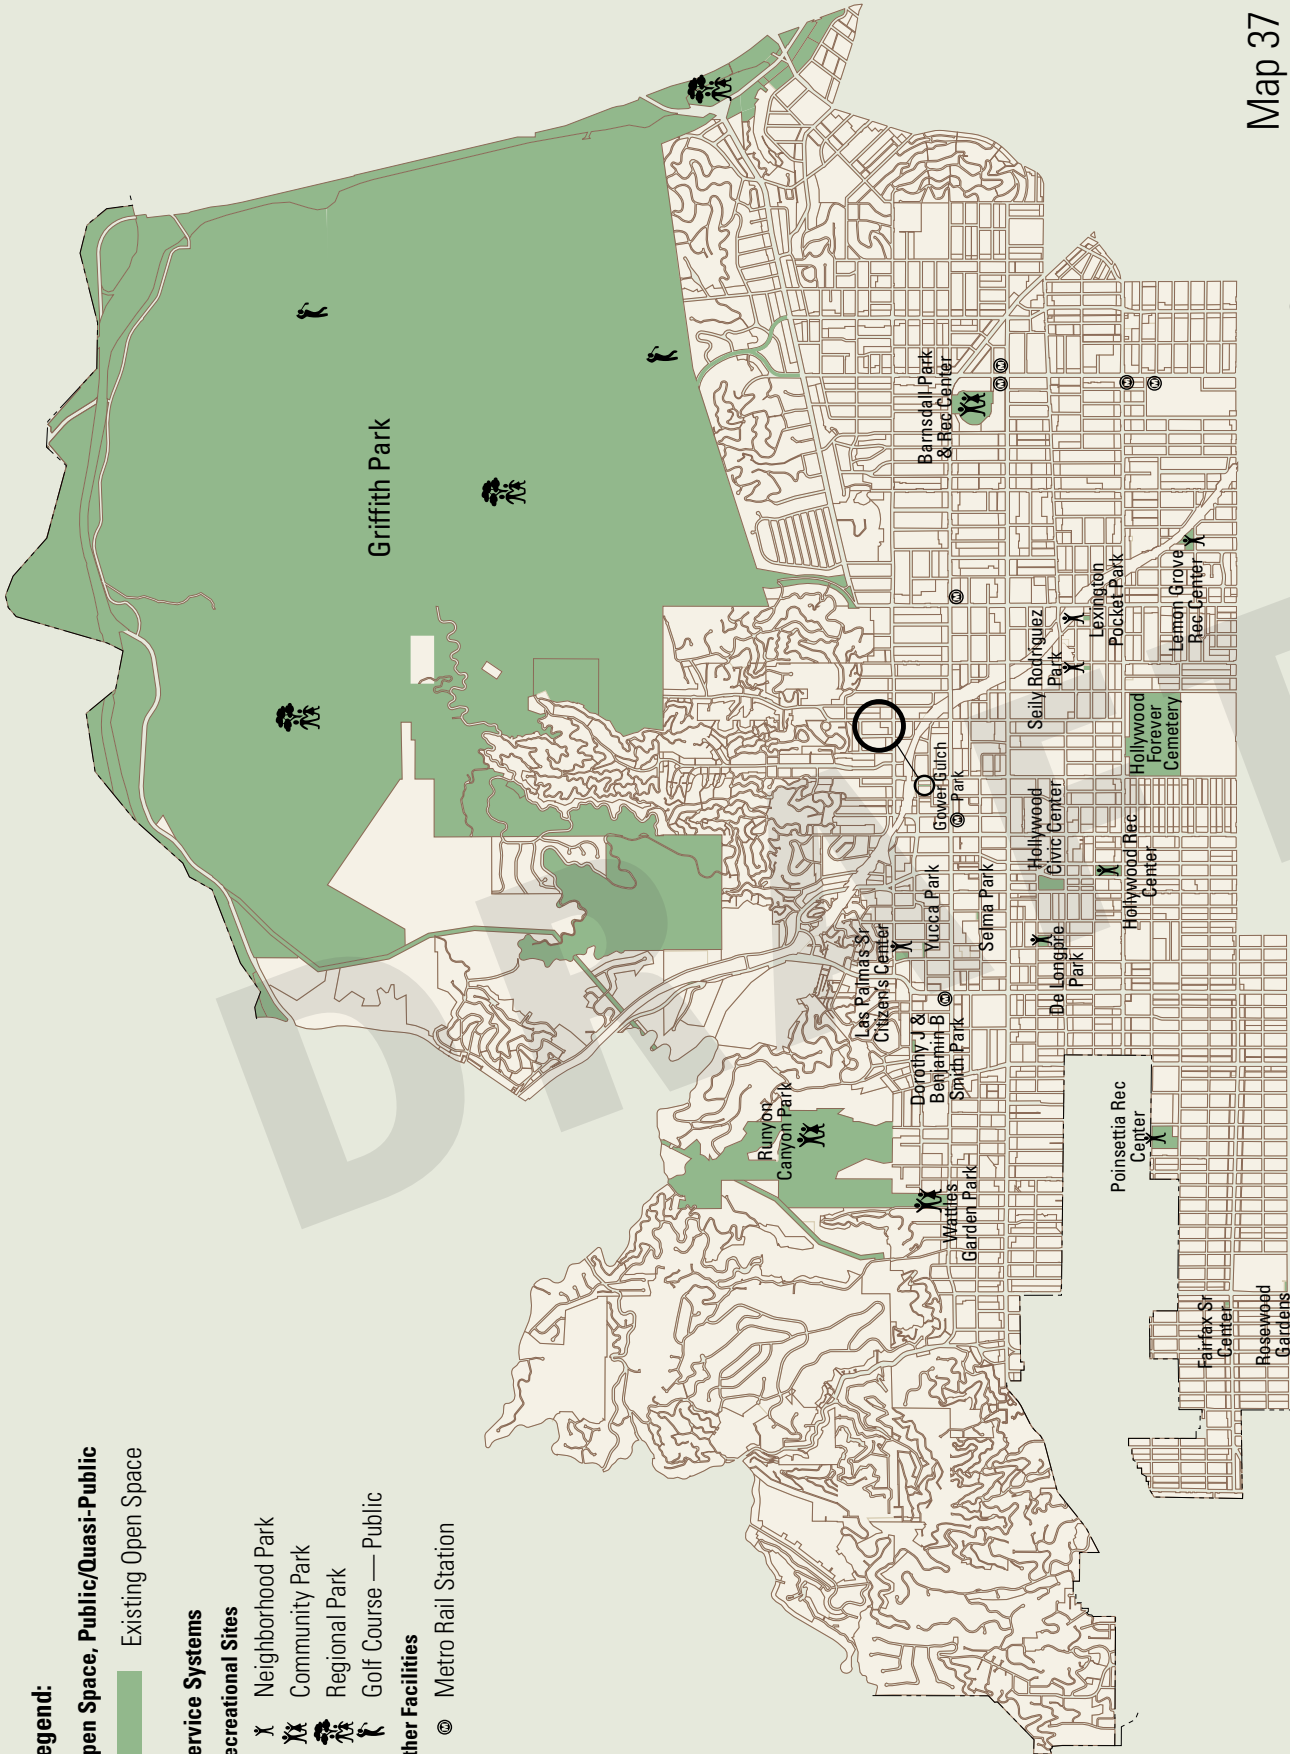 egend:
pen Space, Public/Quasi-Public
Existing Open Space
ervice Systems
ecreational Sites
Neighborhood Park
Community Park
Regional Park
Golf Course — Public
ther Facilities
Metro Rail Station
Griffith Park
Runyon
Canyon Park
Wattles
Garden Park
Las Palmas Sr
Citizen's Center
Dorothy J &
Benjamin B
Smith Park
Yucca Park
Selma Park
Gower Gulch
Park
Barnsdall Park
& Rec Center
De Longpre
Park
Hollywood
Civic Center
Seily Rodriguez
Park
Lexington
Pocket Park
Lemon Grove
Rec Center
Hollywood
Forever
Cemetery
Hollywood Rec
Center
Poinsettia Rec
Center
Fairfax Sr
Center
Rosewood
Gardens
Map 37
DRAFT